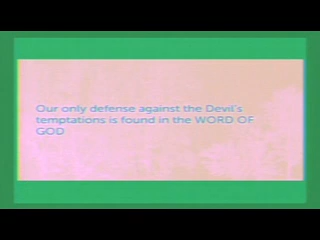 Our only defense against the Devil's
temptations is found in the WORD OF
GOD